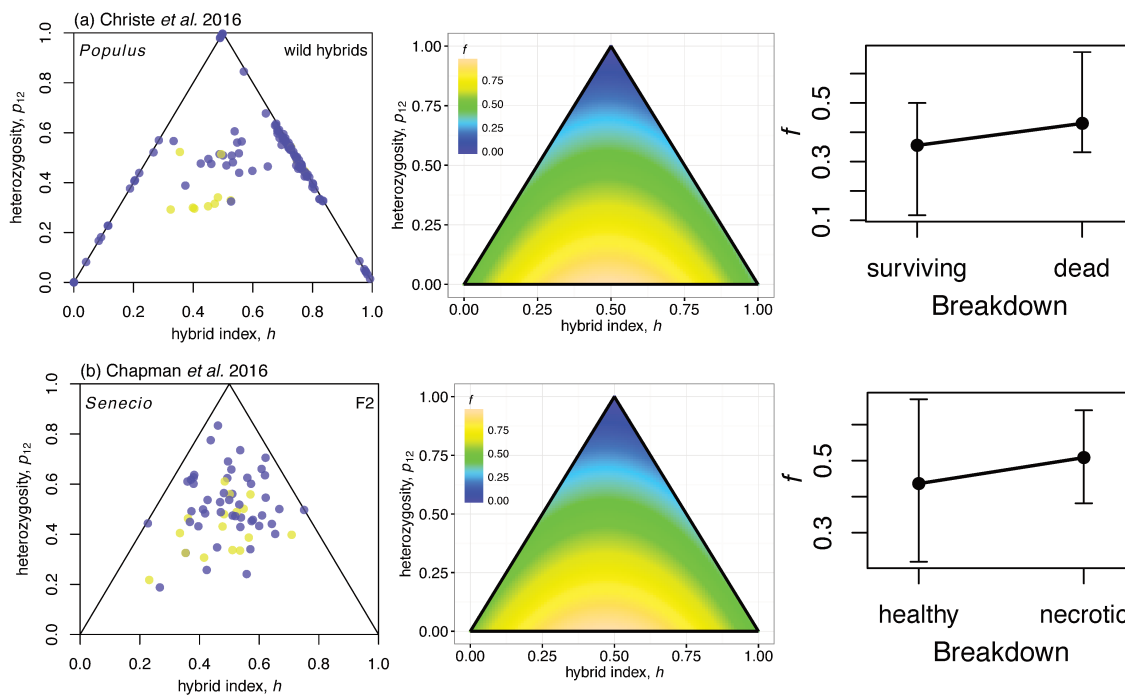 (a) Christe et al. 2016
Populus
wild hybrids
heterozygosity, p12
1.0
0.8
0.6
0.4
0.2
0.0
0.0 0.2 0.4 0.6 0.8 1.0
hybrid index, h
f
0.75
0.50
0.25
0.00
heterozygosity, p12
1.00
0.75
0.50
0.25
0.00
0.00 0.25 0.50 0.75 1.00
hybrid index, h
f
0.5
0.3
0.1
surviving dead
Breakdown
(b) Chapman et al. 2016
Senecio
F2
heterozygosity, p12
1.0
0.8
0.6
0.4
0.2
0.0
0.0 0.2 0.4 0.6 0.8 1.0
hybrid index, h
f
0.75
0.50
0.25
0.00
heterozygosity, p12
1.00
0.75
0.50
0.25
0.00
0.00 0.25 0.50 0.75 1.00
hybrid index, h
f
0.5
0.3
healthy necrotic
Breakdown